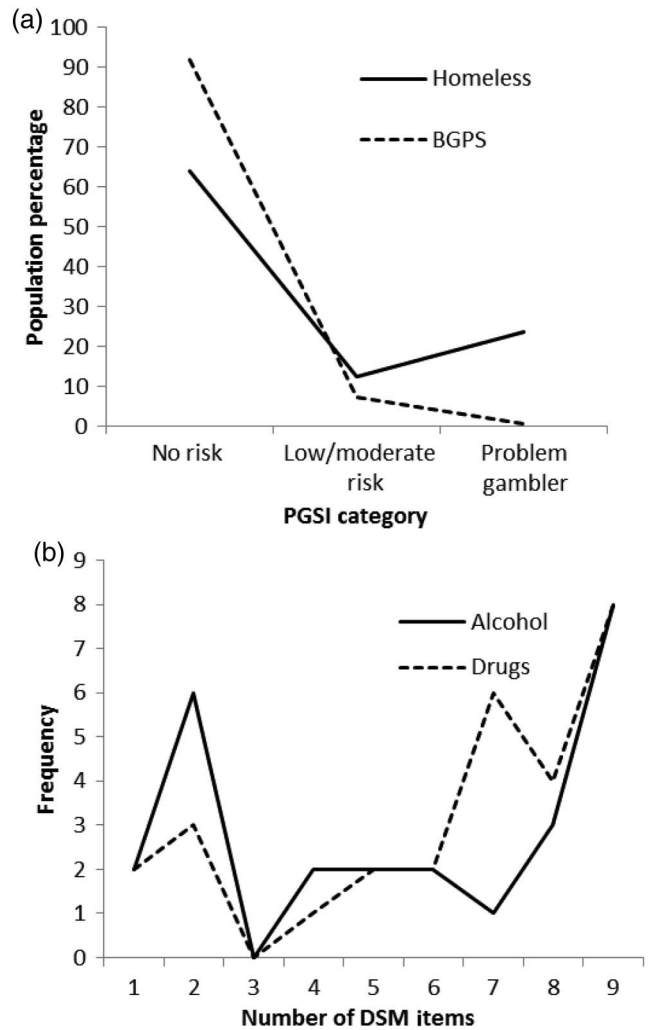 (a)
100
90
80
70
60
50
40
30
20
10
0
Population percentage
Homeless
BGPS
No risk
Low/moderate
risk
Problem
gambler
PGSI category
(b)
9
8
7
6
5
4
3
2
1
0
Frequency
Alcohol
Drugs
1 2 3 4 5 6 7 8 9
Number of DSM items